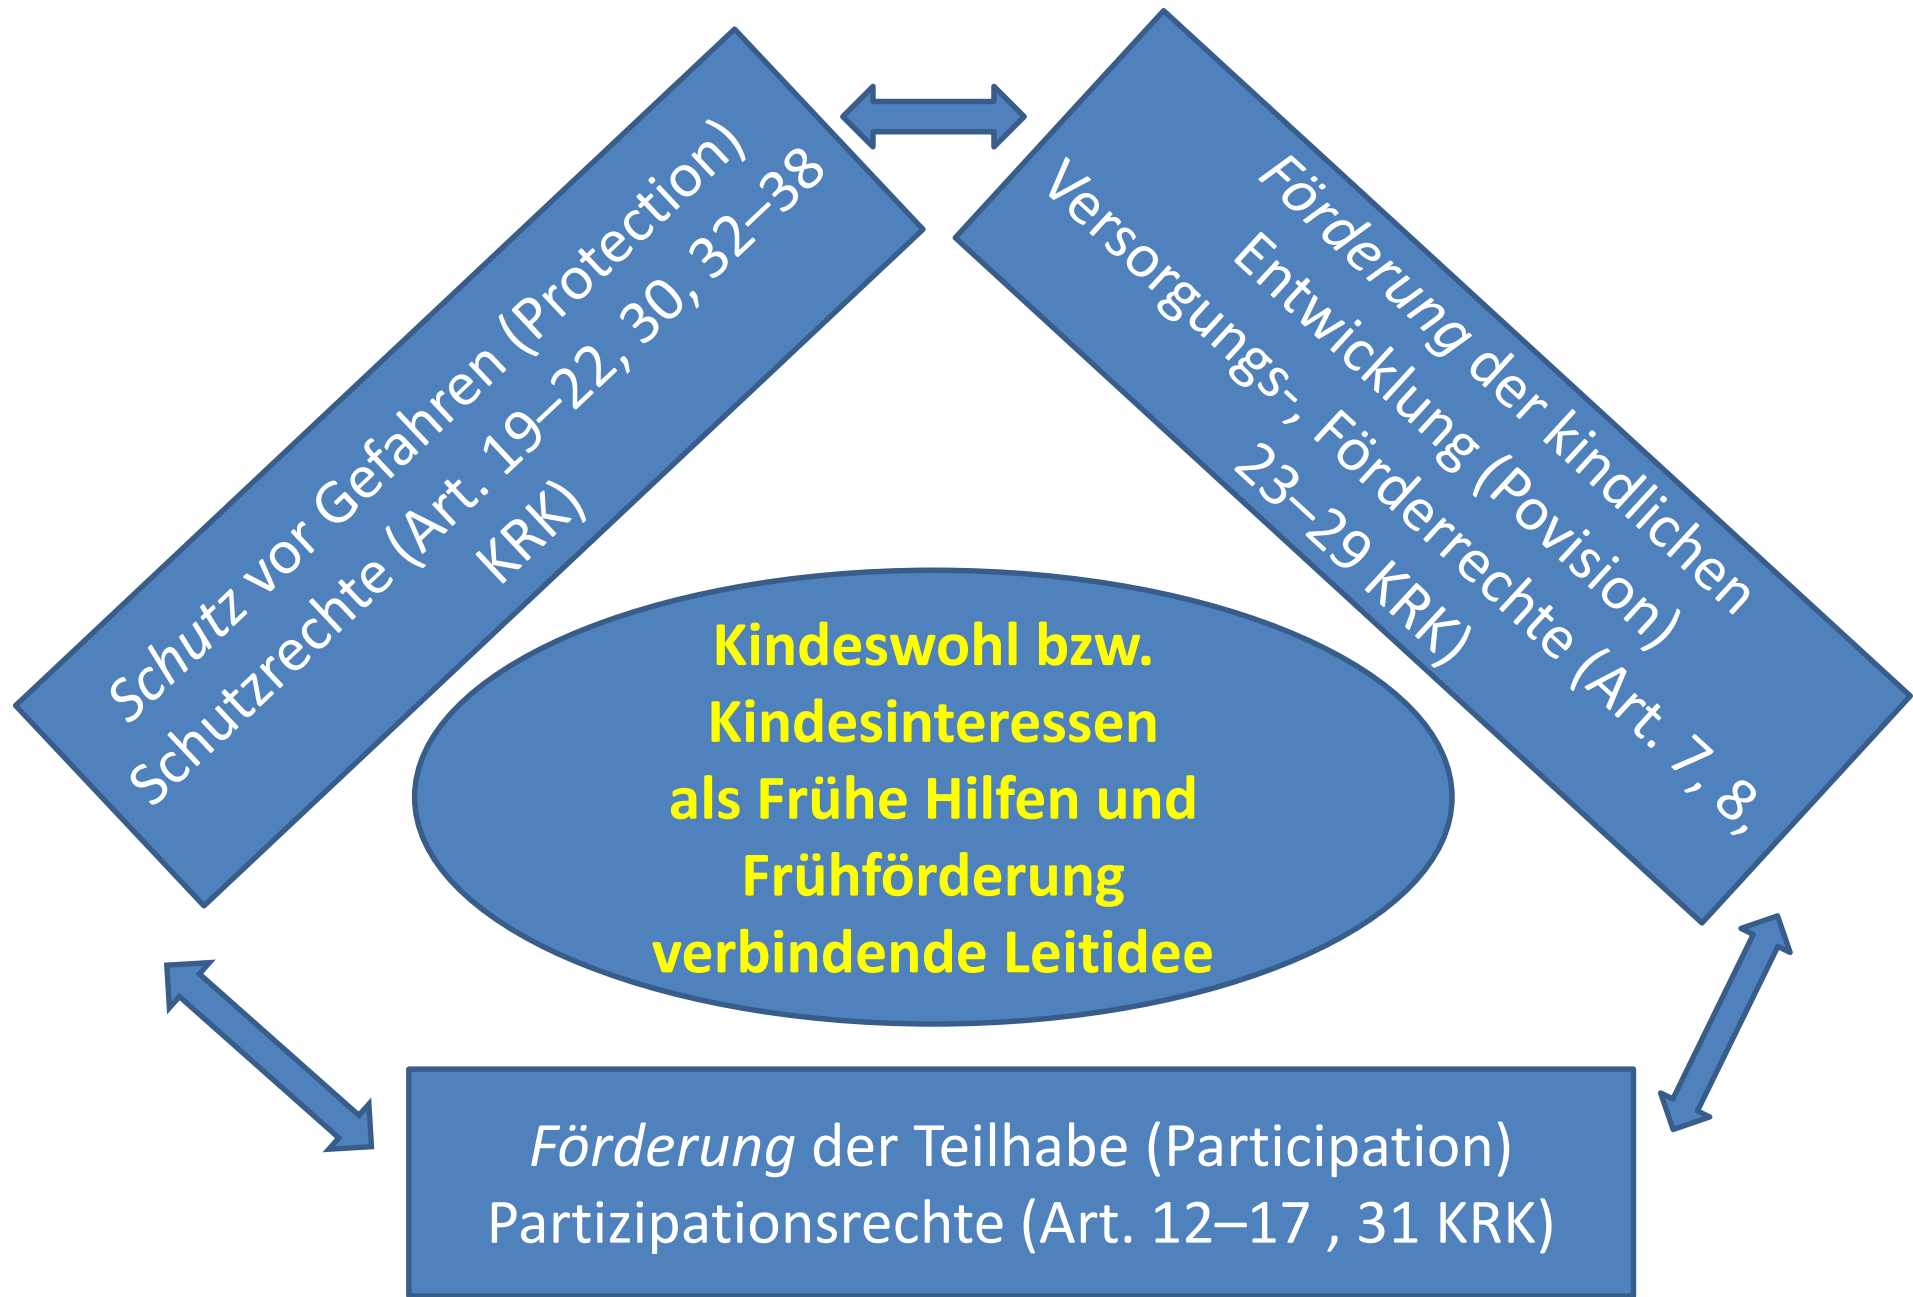 Schutz vor Gefahren (Protection)
Schutzrechte (Art. 19–22, 30, 32–38
KRK)
Förderung der kindlichen
Entwicklung (Povision)
Versorgungs-, Förderrechte (Art. 7, 8,
23–29 KRK)
Kindeswohl bzw.
Kindesinteressen
als Frühe Hilfen und
Frühförderung
verbindende Leitidee
Förderung der Teilhabe (Participation)
Partizipationsrechte (Art. 12–17 , 31 KRK)